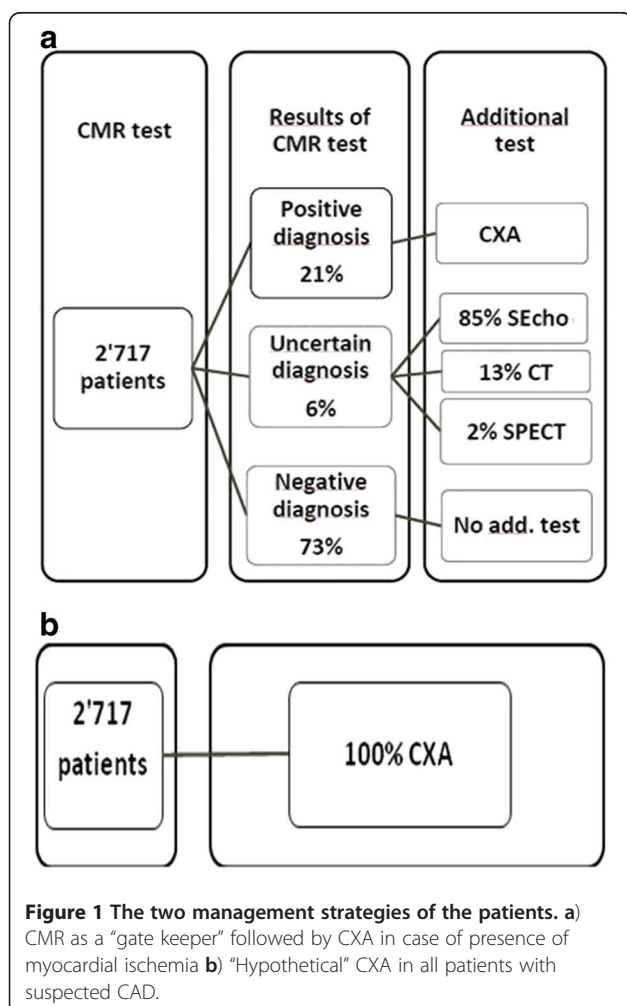 a
CMR test
Results of
CMR test
Additional
test
2'717
patients
Positive
diagnosis
21%
Uncertain
diagnosis
6%
Negative
diagnosis
73%
CXA
85% SEcho
13% CT
2% SPECT
No add. test
b
2'717
patients
100% CXA
Figure 1 The two management strategies of the patients. a)
CMR as a “gate keeper” followed by CXA in case of presence of
myocardial ischemia b) “Hypothetical” CXA in all patients with
suspected CAD.